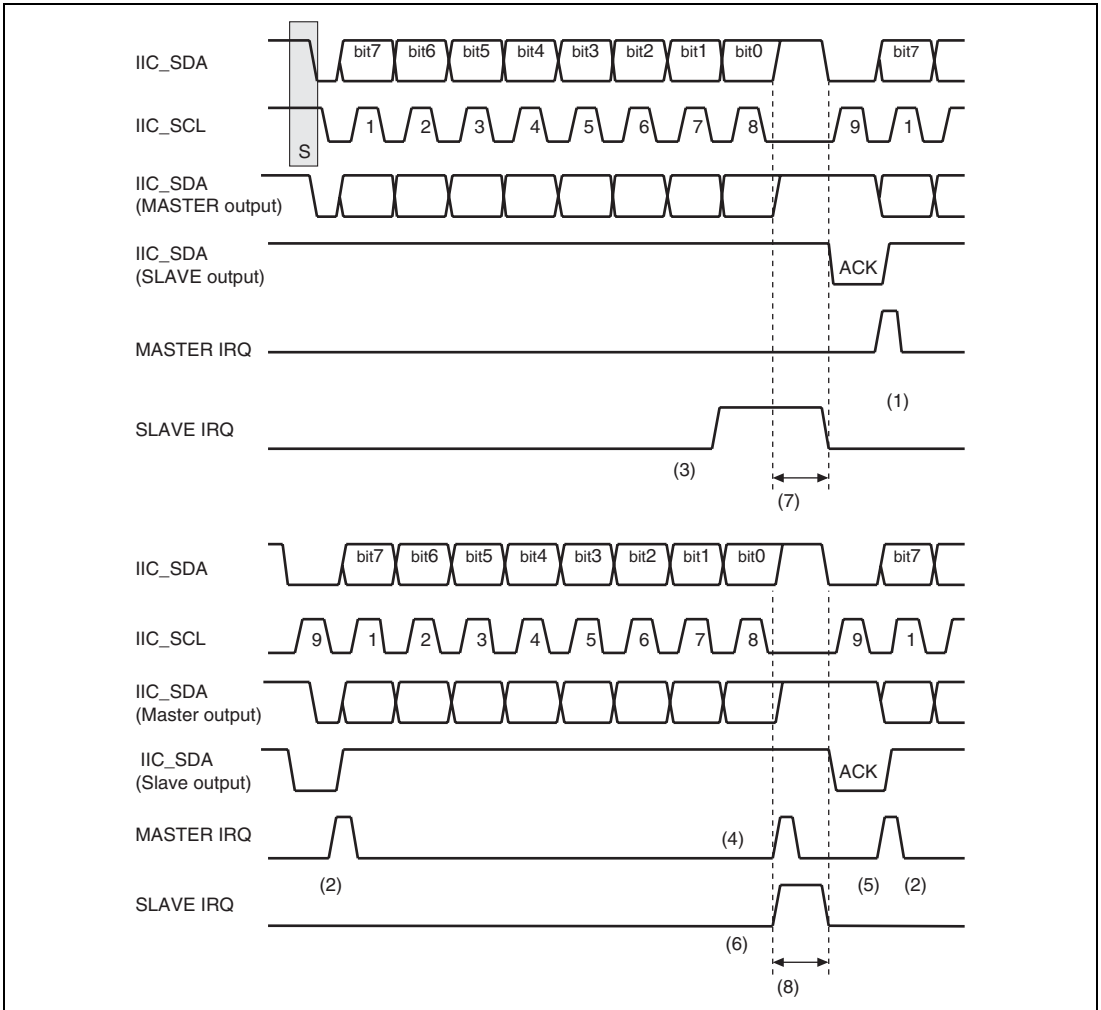 IIC_SDA bit7 bit6 bit5 bit4 bit3 bit2 bit1 bit0 bit7
IIC_SCL 1 2 3 4 5 6 7 8 9 1
S
IIC_SDA
(MASTER output)
IIC_SDA
(SLAVE output) ACK
MASTER IRQ
(1)
SLAVE IRQ
(3)
(7)
IIC_SDA bit7 bit6 bit5 bit4 bit3 bit2 bit1 bit0 bit7
IIC_SCL 9 1 2 3 4 5 6 7 8 9 1
IIC_SDA
(Master output)
IIC_SDA
(Slave output) ACK
MASTER IRQ (4)
(2) (5) (2)
SLAVE IRQ
(6)
(8)